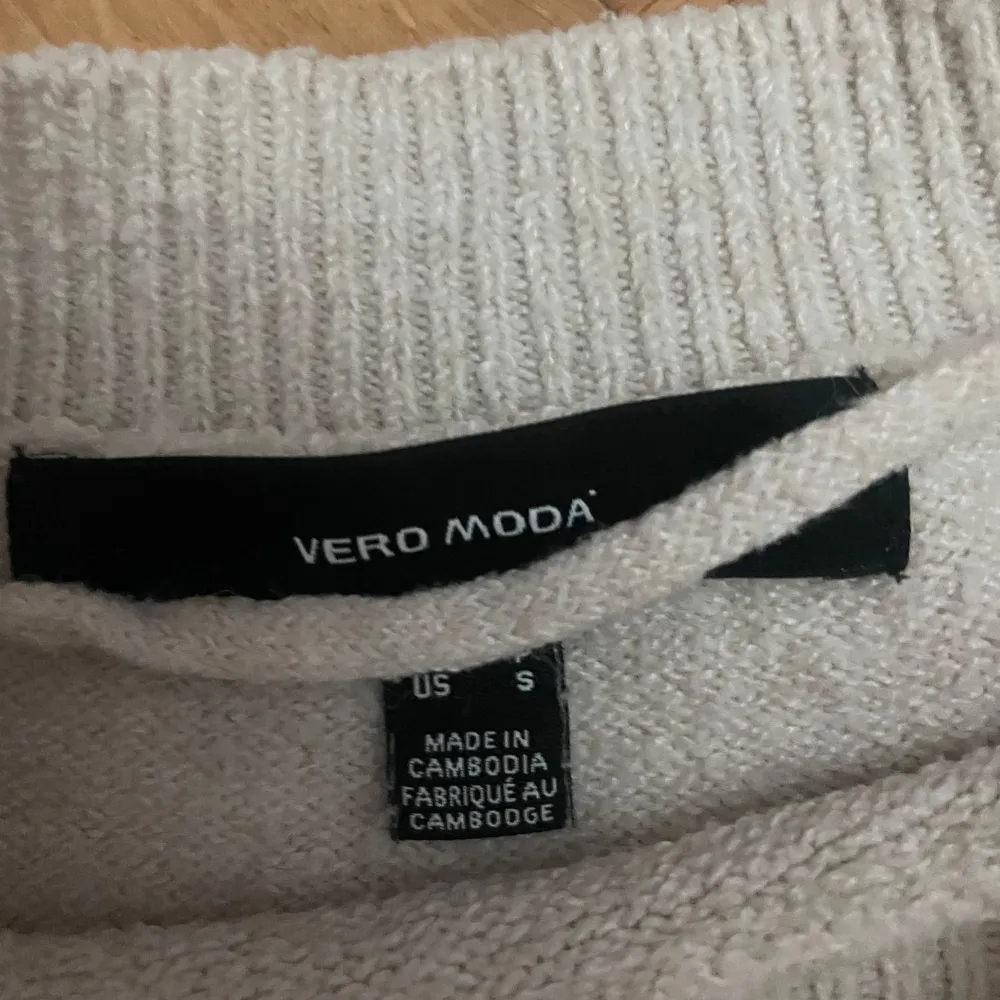 VERO MODA
US S
MADE IN
CAMBODIA
FABRIQUÉ AU
CAMBODGE